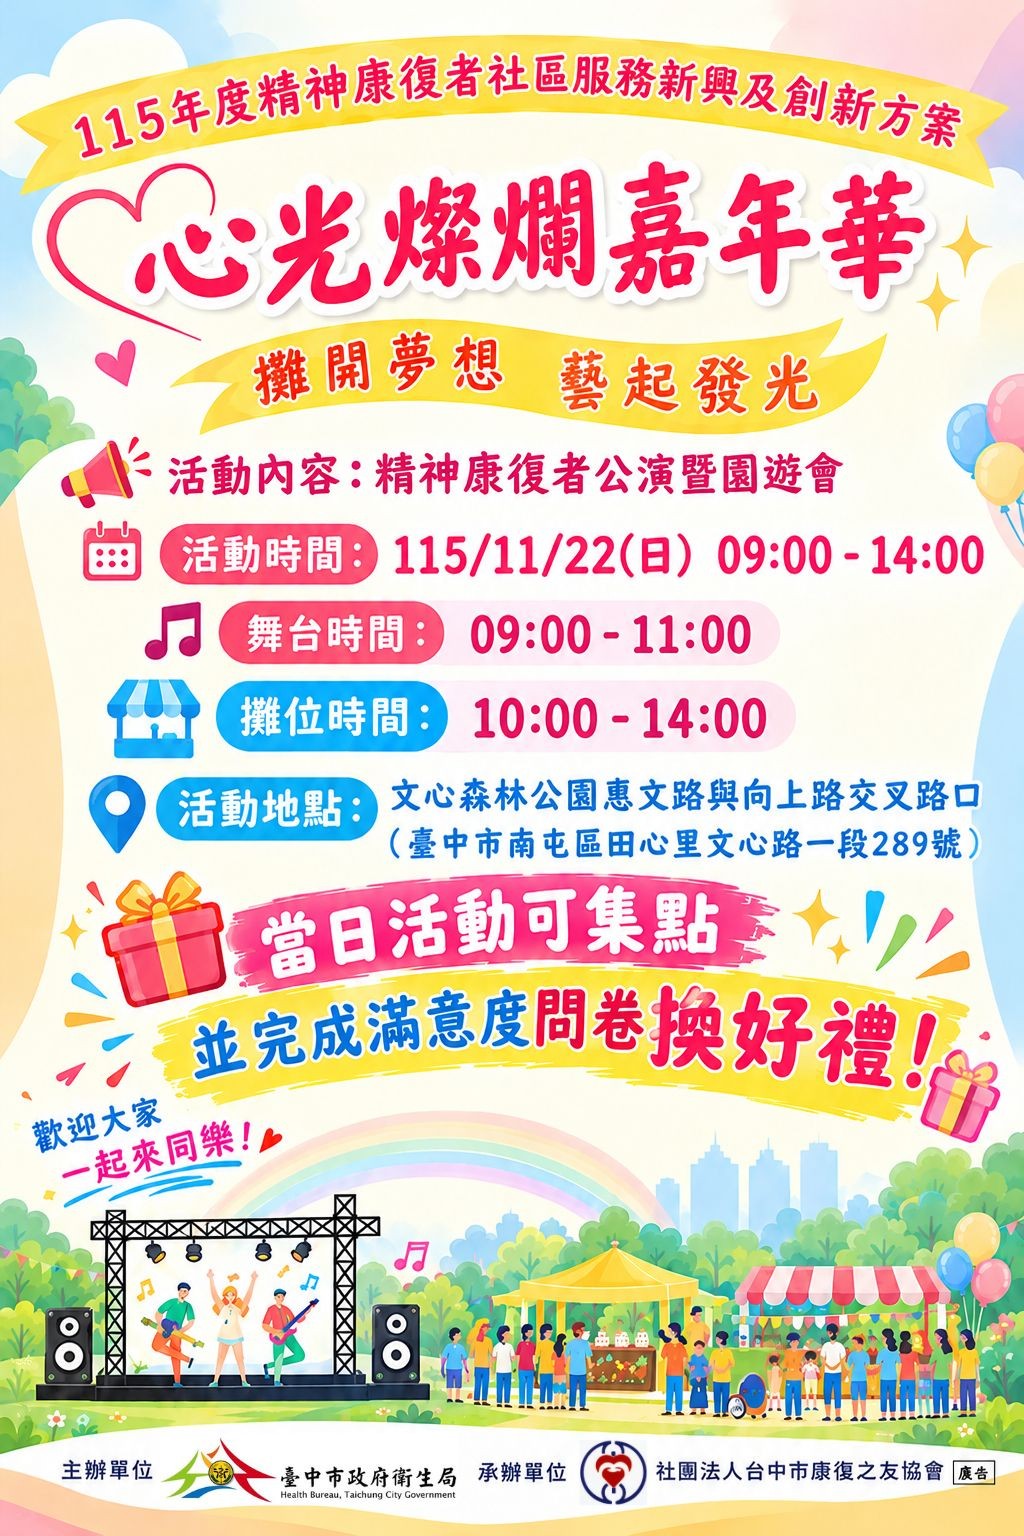 115年度精神康復者社區服務新興及創新方案
心光燦爛嘉年華
攤開夢想 藝起發光
活動內容：精神康復者公演暨園遊會
活動時間： 115/11/22(日) 09:00 - 14:00
舞台時間： 09:00 - 11:00
攤位時間： 10:00 - 14:00
活動地點： 文心森林公園惠文路與向上路交叉路口
（臺中市南屯區田心里文心路一段289號）
當日活動可集點
並完成滿意度問卷換好禮！
歡迎大家
一起來同樂！
主辦單位 臺中市政府衛生局 承辦單位 社團法人台中市康復之友協會 廣告
Health Bureau, Taichung City Government